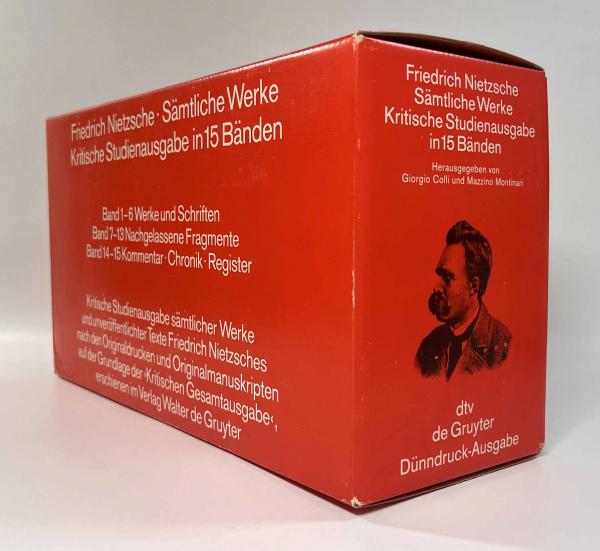 Friedrich Nietzsche · Sämtliche Werke
Kritische Studienausgabe in 15 Bänden
Band 1–6 Werke und Schriften
Band 7–13 Nachgelassene Fragmente
Band 14–15 Kommentar · Chronik · Register
Kritische Studienausgabe sämtlicher Werke
und unveröffentlichter Texte Friedrich Nietzsches
nach den Originaldrucken und Originalmanuskripten
auf der Grundlage der ›Kritischen Gesamtausgabe‹,
erschienen im Verlag Walter de Gruyter
Friedrich Nietzsche
Sämtliche Werke
Kritische Studienausgabe
in 15 Bänden
Herausgegeben von
Giorgio Colli und Mazzino Montinari
dtv
de Gruyter
Dünndruck-Ausgabe